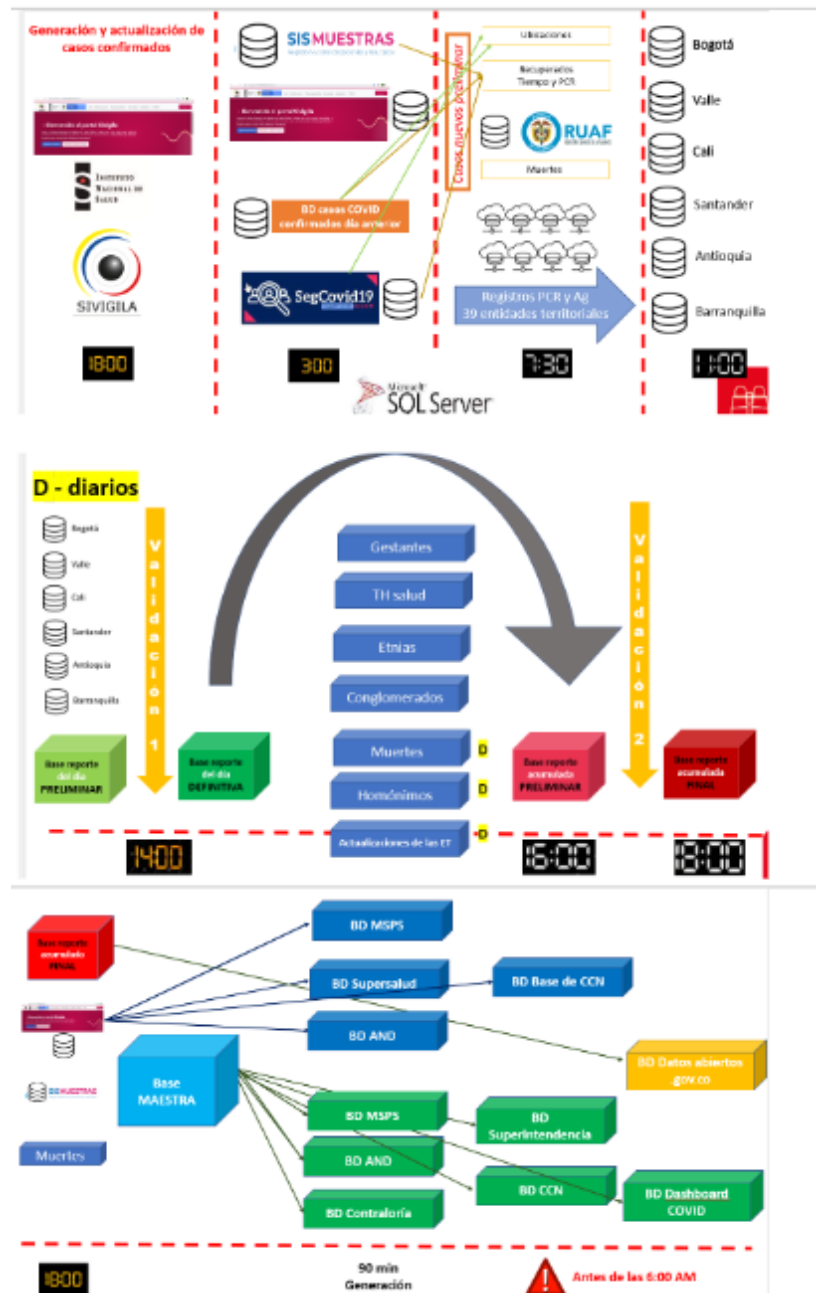 Generación y actualización de
casos confirmados
INSTITUTO
NACIONAL DE
SALUD
SIVIGILA
18:00
SISMUESTRAS
BD casos COVID
confirmados día anterior
SegCovid19
300
Microsoft
SQL Server
Casos nuevos preliminar
Ubicaciones
Recuperados
Tiempo y PCR
RUAF
Muertes
Registros PCR y Ag
39 entidades territoriales
7:30
Bogotá
Valle
Cali
Santander
Antioquia
Barranquilla
11:00
D - diarios
Bogotá
Valle
Cali
Santander
Antioquia
Barranquilla
Validación 1
Base reporte
del día
PRELIMINAR
Base reporte
del día
DEFINITIVA
14:00
Gestantes
TH salud
Etnias
Conglomerados
Muertes D
Homónimos D
Actualizaciones de las ET D
Base reporte
acumulada
PRELIMINAR
Validación 2
Base reporte
acumulada
FINAL
16:00
18:00
Base reporte
acumulado
FINAL
SISMUESTRAS
Muertes
Base
MAESTRA
BD MSPS
BD Supersalud
BD AND
BD Base de CCN
BD Datos abiertos
.gov.co
BD MSPS
BD
Superintendencia
BD AND
BD CCN
BD Contraloría
BD Dashboard
COVID
18:00
90 min
Generación
Antes de las 6:00 AM